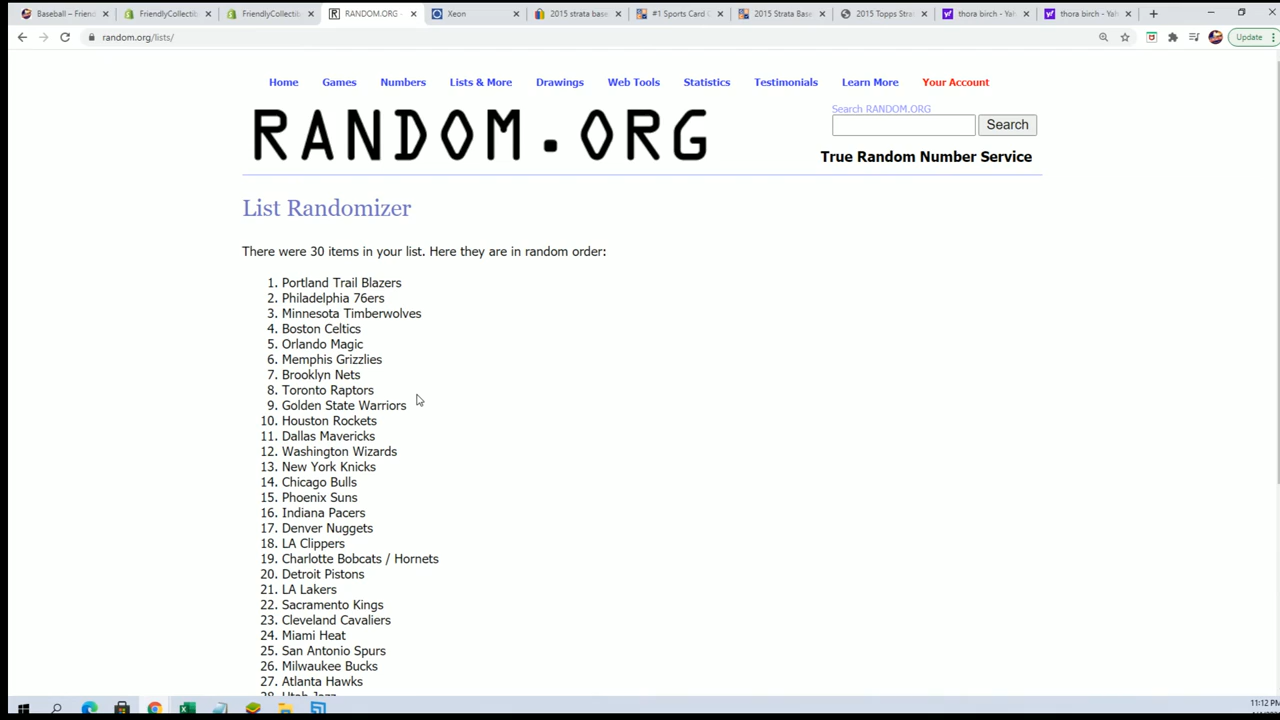 Baseball – Friend
FriendlyCollectib
FriendlyCollectib
RANDOM.ORG -
Xeon
2015 strata base
#1 Sports Card C
2015 Strata Base
2015 Topps Stra
thora birch - Yah
thora birch - Yah
random.org/lists/
Update
Home Games Numbers Lists & More Drawings Web Tools Statistics Testimonials Learn More Your Account
RANDOM.ORG
Search RANDOM.ORG
Search
True Random Number Service
List Randomizer
There were 30 items in your list. Here they are in random order:
1. Portland Trail Blazers
2. Philadelphia 76ers
3. Minnesota Timberwolves
4. Boston Celtics
5. Orlando Magic
6. Memphis Grizzlies
7. Brooklyn Nets
8. Toronto Raptors
9. Golden State Warriors
10. Houston Rockets
11. Dallas Mavericks
12. Washington Wizards
13. New York Knicks
14. Chicago Bulls
15. Phoenix Suns
16. Indiana Pacers
17. Denver Nuggets
18. LA Clippers
19. Charlotte Bobcats / Hornets
20. Detroit Pistons
21. LA Lakers
22. Sacramento Kings
23. Cleveland Cavaliers
24. Miami Heat
25. San Antonio Spurs
26. Milwaukee Bucks
27. Atlanta Hawks
28. Utah Jazz
11:12 PM